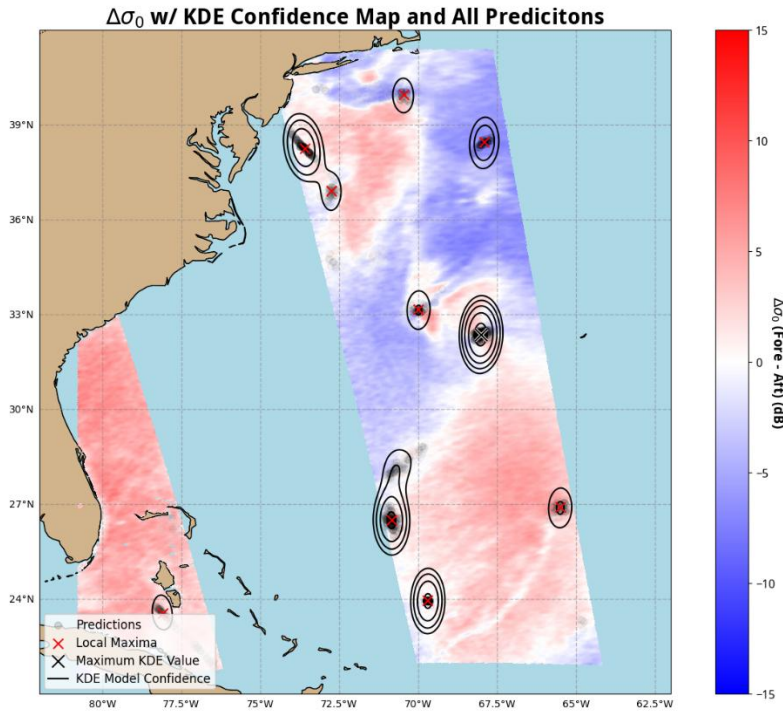 Δσ₀ w/ KDE Confidence Map and All Predicitons
39°N
36°N
33°N
30°N
27°N
24°N
80°W
77.5°W
75°W
72.5°W
70°W
67.5°W
65°W
62.5°W
Predictions
Local Maxima
Maximum KDE Value
KDE Model Confidence
15
10
5
0
−5
−10
−15
Δσ₀ (Fore - Art) (dB)